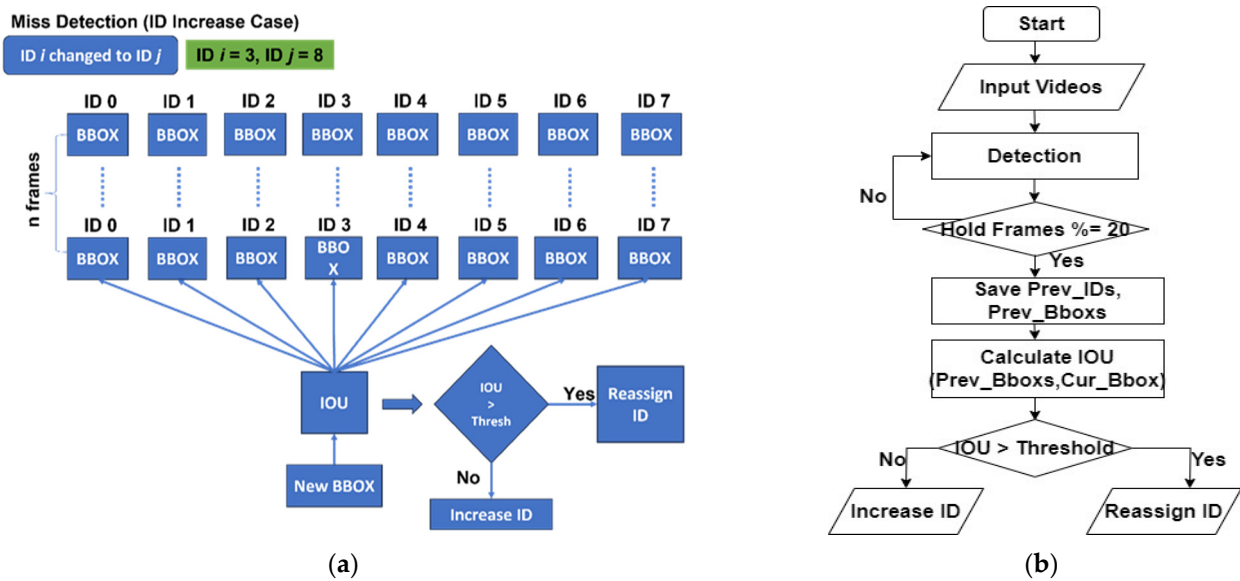 Miss Detection (ID Increase Case)
ID i changed to ID j
ID i = 3, ID j = 8
ID 0 ID 1 ID 2 ID 3 ID 4 ID 5 ID 6 ID 7
BBOX BBOX BBOX BBOX BBOX BBOX BBOX BBOX
n frames
ID 0 ID 1 ID 2 ID 3 ID 4 ID 5 ID 6 ID 7
BBOX BBOX BBOX BBO
X BBOX BBOX BBOX BBOX
IOU
IOU
>
Thresh
Yes
Reassign
ID
No
New BBOX
Increase ID
(a)
Start
Input Videos
Detection
No
Hold Frames %= 20
Yes
Save Prev_IDs,
Prev_Bboxs
Calculate IOU
(Prev_Bboxs,Cur_Bbox)
IOU > Threshold
No
Yes
Increase ID
Reassign ID
(b)